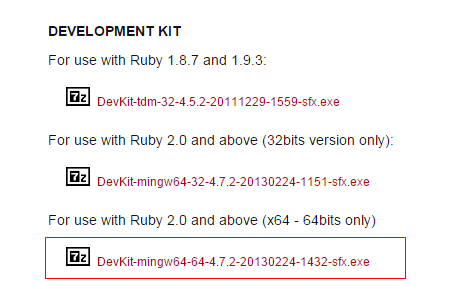 DEVELOPMENT KIT
For use with Ruby 1.8.7 and 1.9.3:
7z DevKit-tdm-32-4.5.2-20111229-1559-sfx.exe
For use with Ruby 2.0 and above (32bits version only):
7z DevKit-mingw64-32-4.7.2-20130224-1151-sfx.exe
For use with Ruby 2.0 and above (x64 - 64bits only)
7z DevKit-mingw64-64-4.7.2-20130224-1432-sfx.exe